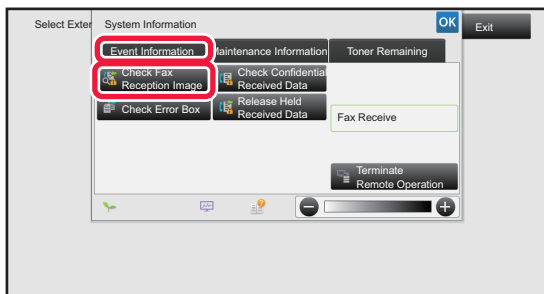 Select Exter
System Information
OK
Exit
Event Information
Maintenance Information
Toner Remaining
Check Fax
Reception Image
Check Confidential
Received Data
Check Error Box
Release Held
Received Data
Fax Receive
Terminate
Remote Operation